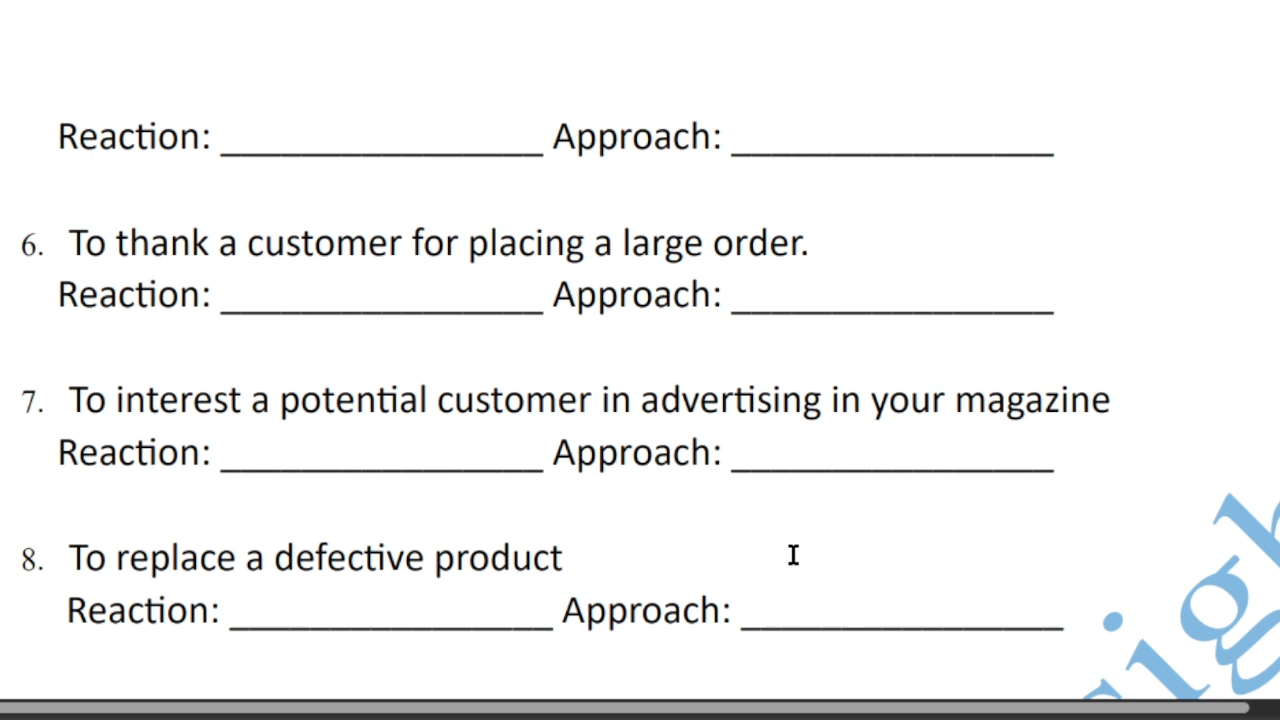 Reaction: ________________ Approach: ________________
6. To thank a customer for placing a large order.
Reaction: ________________ Approach: ________________
7. To interest a potential customer in advertising in your magazine
Reaction: ________________ Approach: ________________
8. To replace a defective product
Reaction: ________________ Approach: ________________